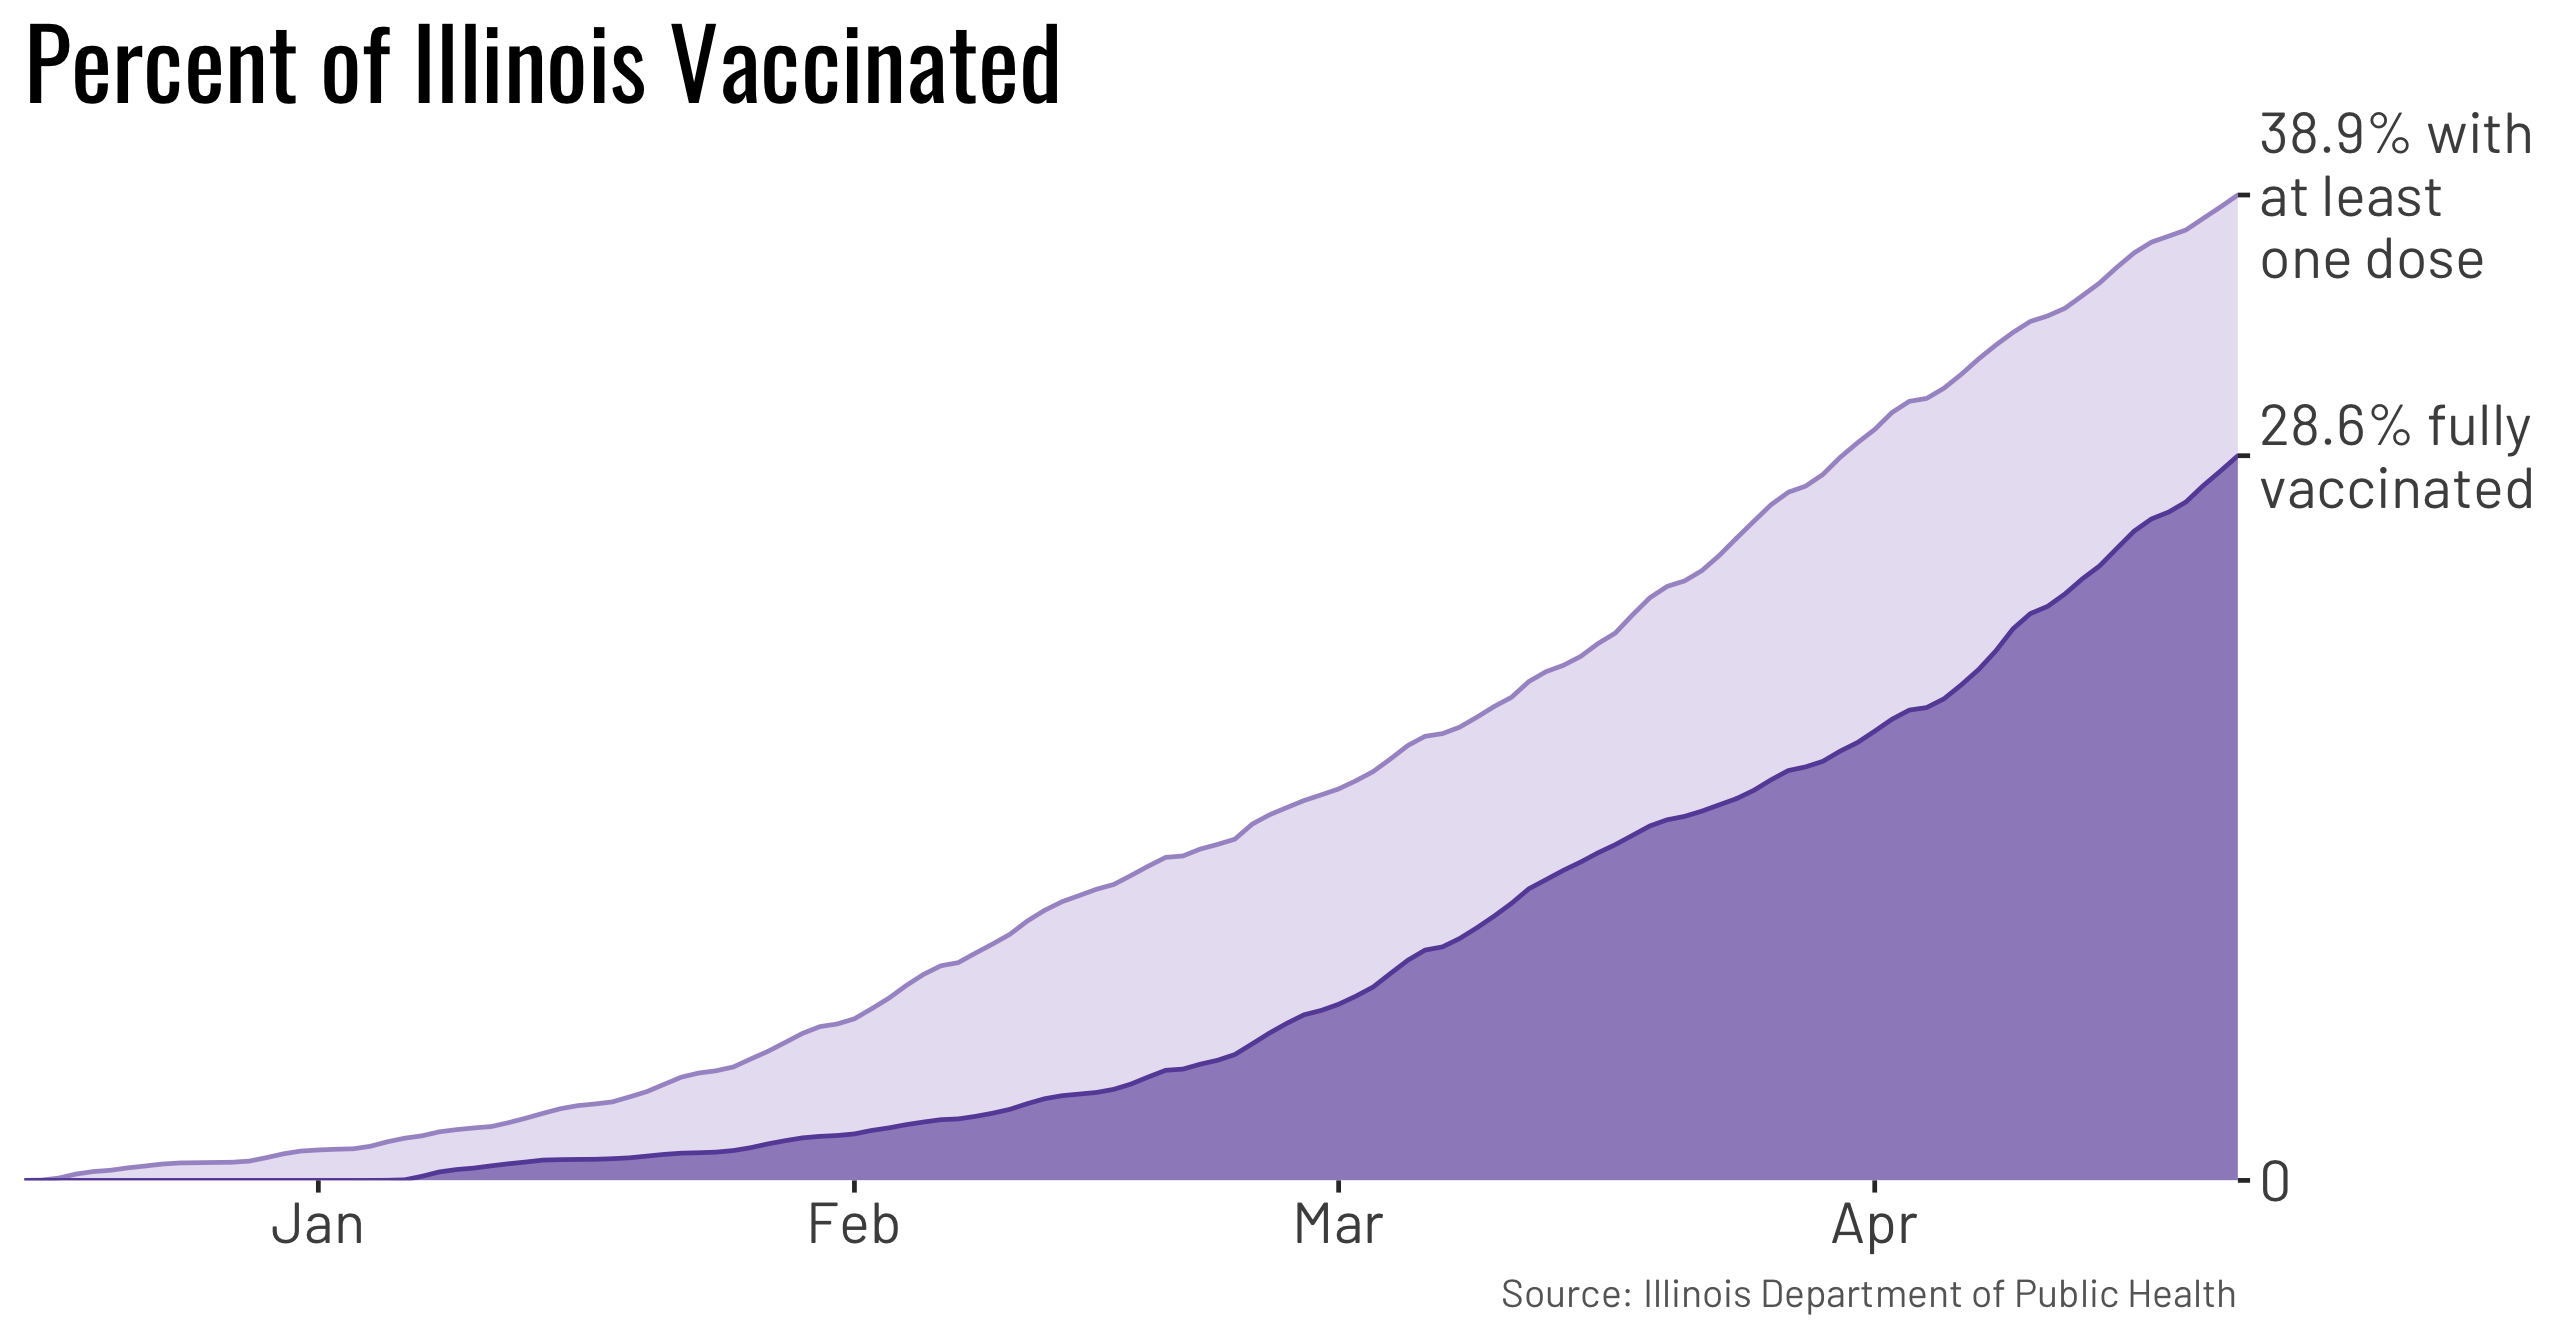 Percent of Illinois Vaccinated
38.9% with
at least
one dose
28.6% fully
vaccinated
0
Jan Feb Mar Apr
Source: Illinois Department of Public Health